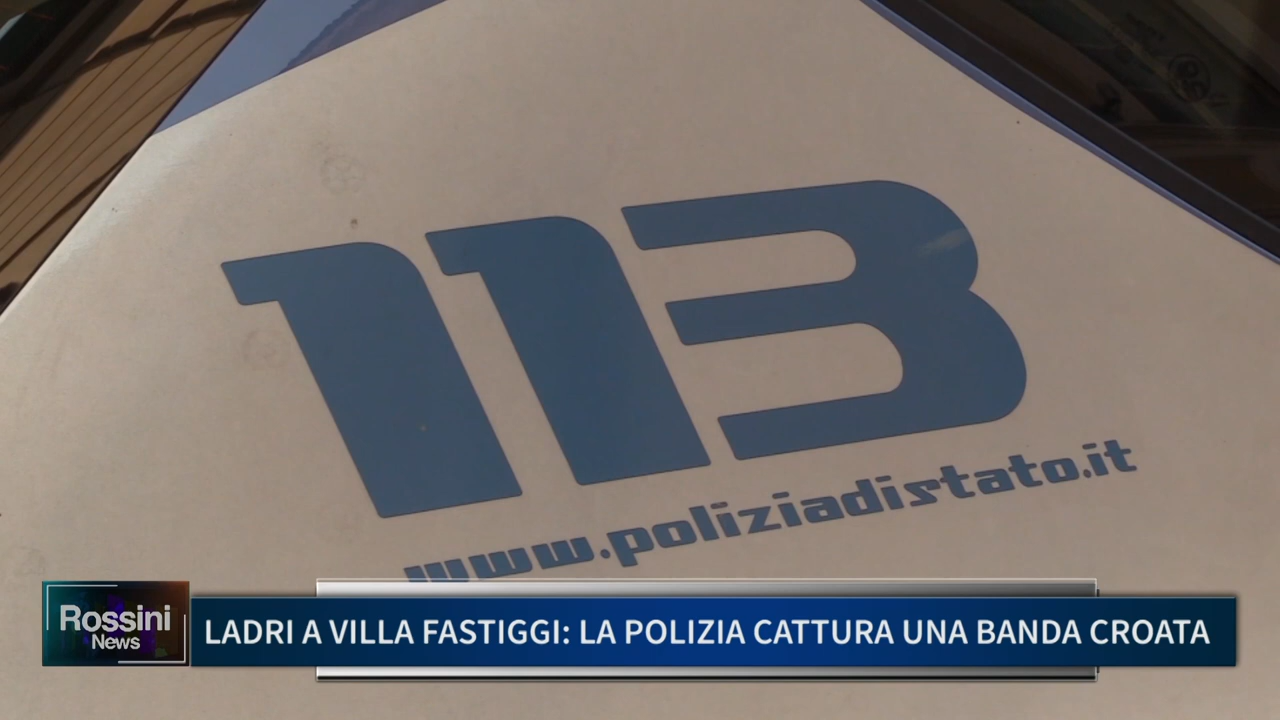 113
www.poliziadistato.it
Rossini
News
LADRI A VILLA FASTIGGI: LA POLIZIA CATTURA UNA BANDA CROATA